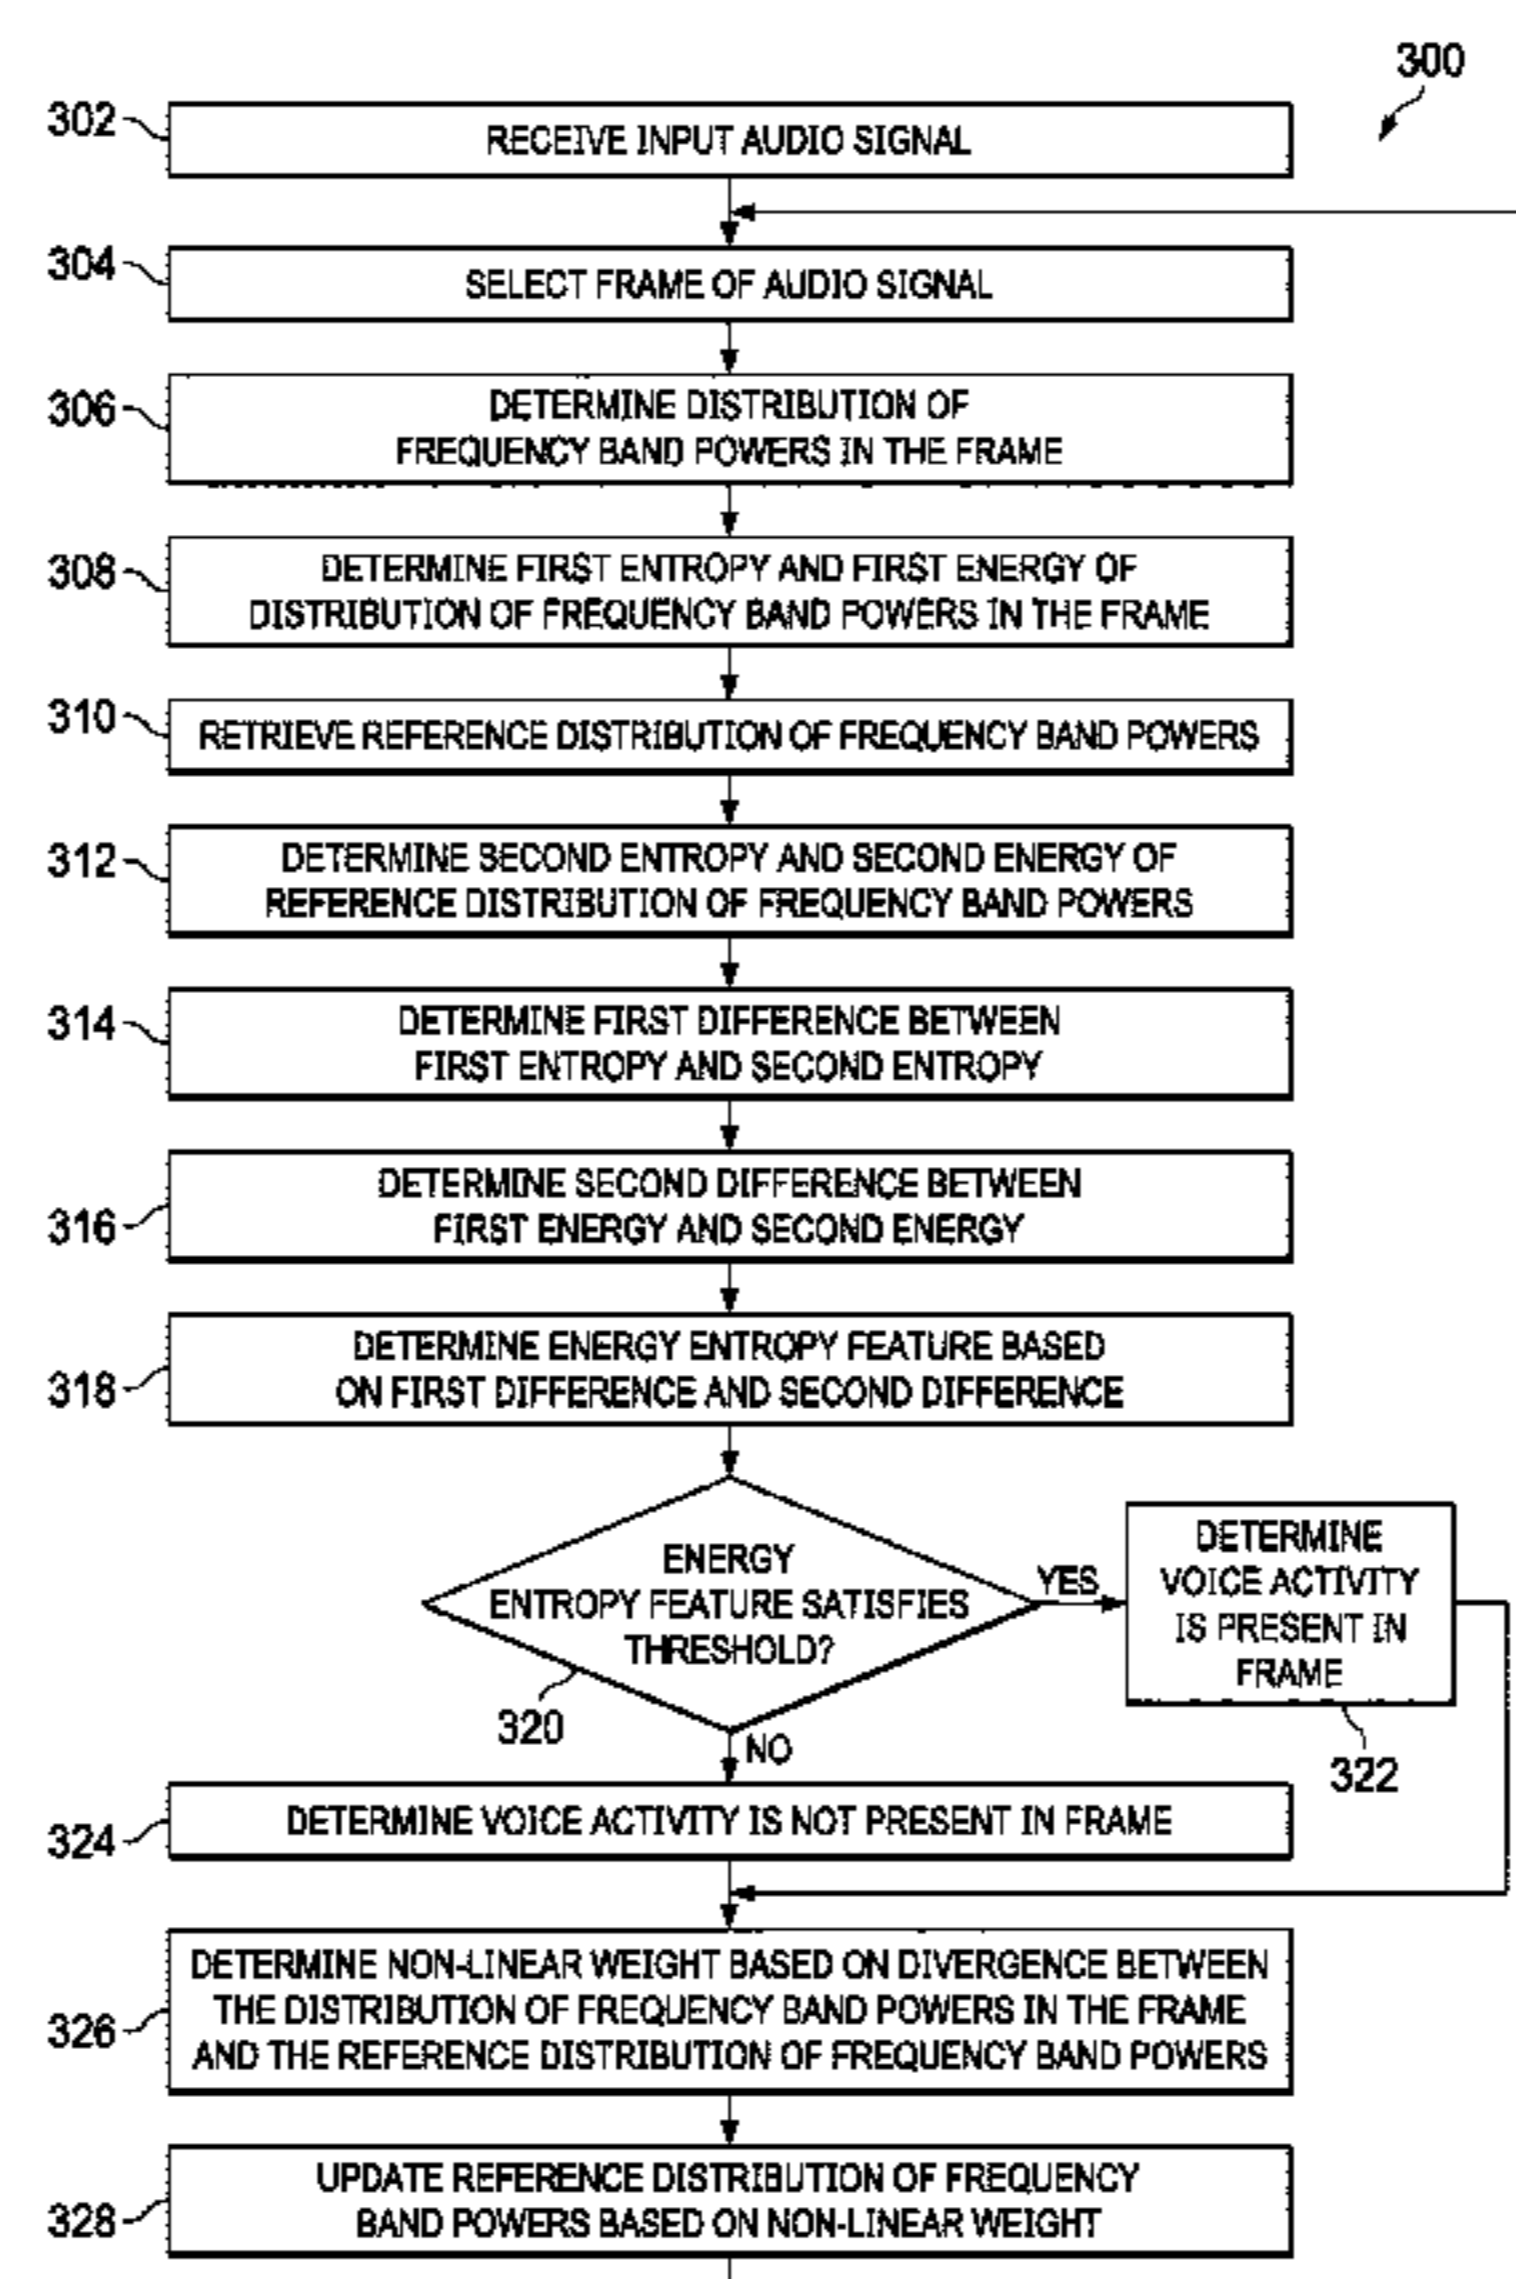 300
302
RECEIVE INPUT AUDIO SIGNAL
304
SELECT FRAME OF AUDIO SIGNAL
306
DETERMINE DISTRIBUTION OF
FREQUENCY BAND POWERS IN THE FRAME
308
DETERMINE FIRST ENTROPY AND FIRST ENERGY OF
DISTRIBUTION OF FREQUENCY BAND POWERS IN THE FRAME
310
RETRIEVE REFERENCE DISTRIBUTION OF FREQUENCY BAND POWERS
312
DETERMINE SECOND ENTROPY AND SECOND ENERGY OF
REFERENCE DISTRIBUTION OF FREQUENCY BAND POWERS
314
DETERMINE FIRST DIFFERENCE BETWEEN
FIRST ENTROPY AND SECOND ENTROPY
316
DETERMINE SECOND DIFFERENCE BETWEEN
FIRST ENERGY AND SECOND ENERGY
318
DETERMINE ENERGY ENTROPY FEATURE BASED
ON FIRST DIFFERENCE AND SECOND DIFFERENCE
ENERGY
ENTROPY FEATURE SATISFIES
THRESHOLD?
320
YES
DETERMINE
VOICE ACTIVITY
IS PRESENT IN
FRAME
322
NO
324
DETERMINE VOICE ACTIVITY IS NOT PRESENT IN FRAME
326
DETERMINE NON-LINEAR WEIGHT BASED ON DIVERGENCE BETWEEN
THE DISTRIBUTION OF FREQUENCY BAND POWERS IN THE FRAME
AND THE REFERENCE DISTRIBUTION OF FREQUENCY BAND POWERS
328
UPDATE REFERENCE DISTRIBUTION OF FREQUENCY
BAND POWERS BASED ON NON-LINEAR WEIGHT